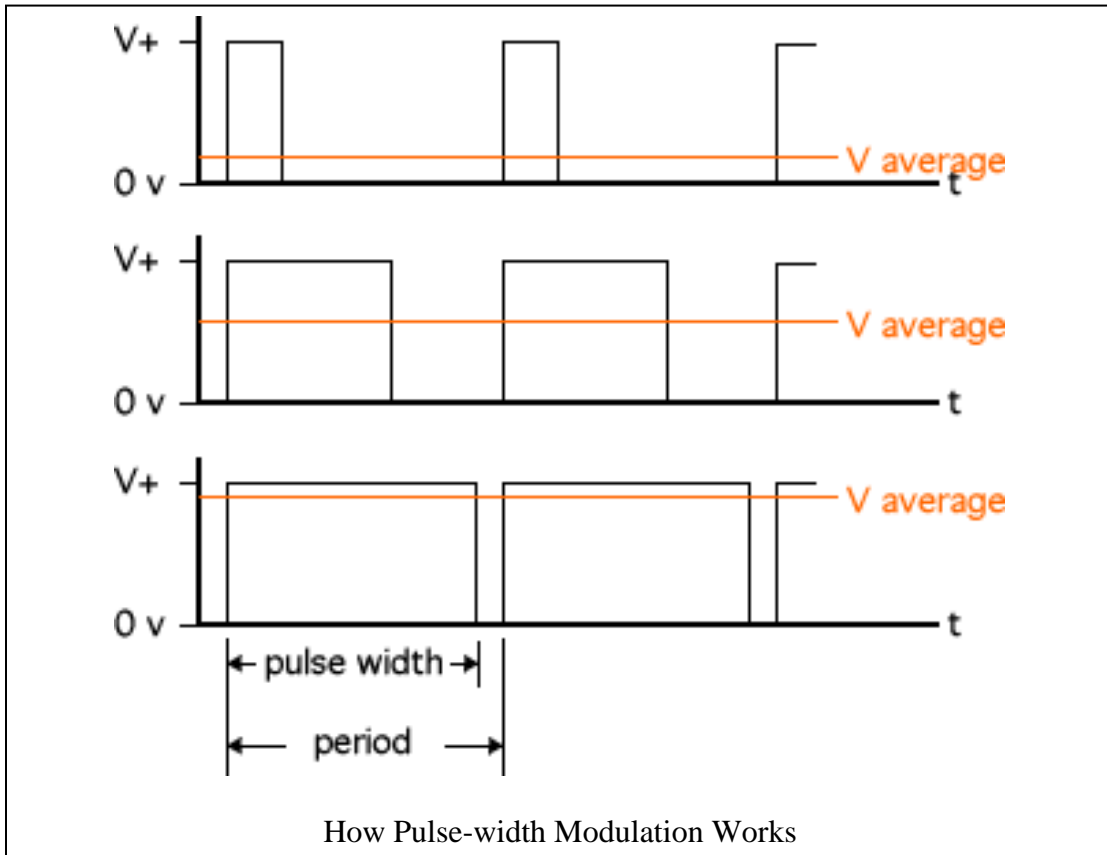 V+
V average
0 v
t
V+
V average
0 v
t
V+
V average
0 v
t
pulse width
period
How Pulse-width Modulation Works